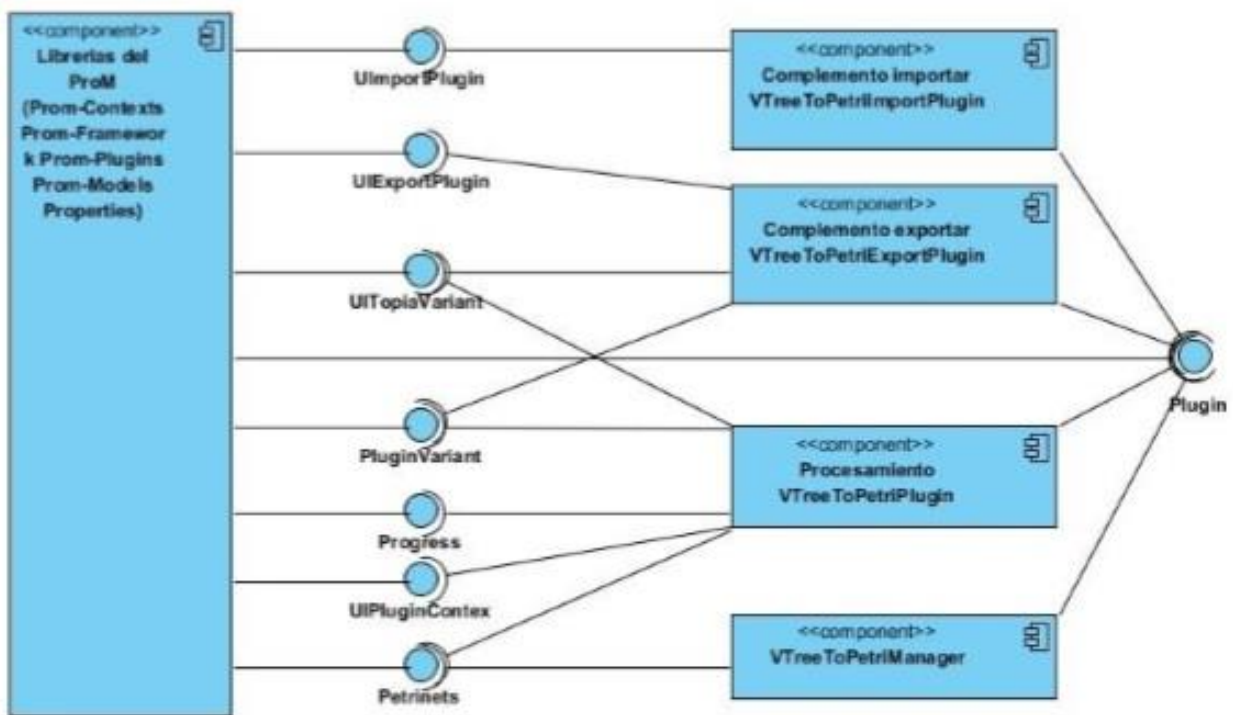 <<component>>
Librerias del
ProM
(Prom-Contexts
Prom-Framewor
k Prom-Plugins
Prom-Models
Properties)
UImportPlugin
UIExportPlugin
UITopiaVariant
PluginVariant
Progress
UIPluginContex
Petrinets
<<component>>
Complemento importar
VTreeToPetriImportPlugin
<<component>>
Complemento exportar
VTreeToPetriExportPlugin
<<component>>
Procesamiento
VTreeToPetriPlugin
<<component>>
VTreeToPetriManager
Plugin